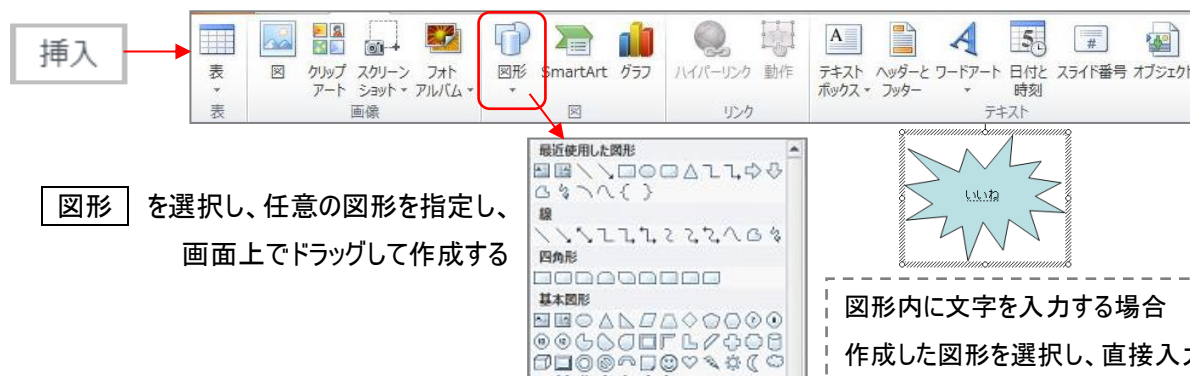 挿入
表
図
クリップ
アート
スクリーン
ショット
フォト
アルバム
図形
SmartArt
グラフ
ハイパーリンク
動作
A
テキスト
ボックス
ヘッダーと
フッター
A
ワードアート
5
日付と
時刻
#
スライド番号
オブジェクト
表
画像
図
リンク
テキスト
最近使用した図形
線
四角形
基本図形
図形 を選択し、任意の図形を指定し、
画面上でドラッグして作成する
いいね
図形内に文字を入力する場合
作成した図形を選択し、直接入